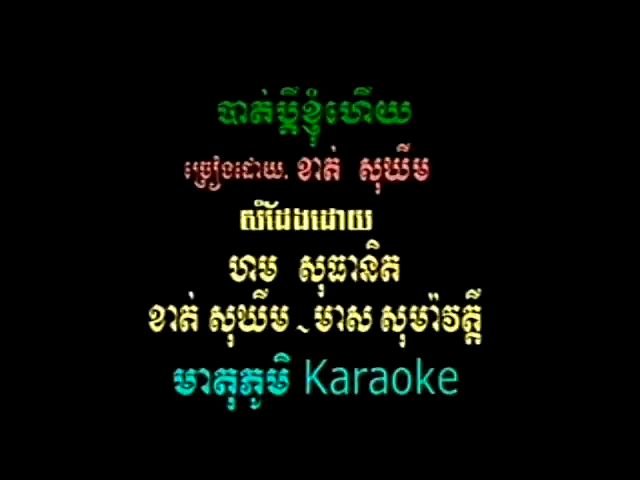 បាត់ប្តីខ្ញុំហើយ
ច្រៀងដោយ. ខាត់ សុឃីម
សំដែងដោយ
ហម សុធានិត
ខាត់ សុឃីម ~ មាស សុម៉ាវត្តី
មាតុភូមិ Karaoke